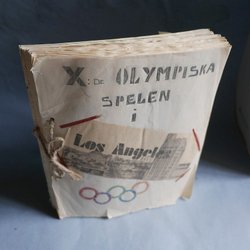 X:DE OLYMPISKA
SPELEN
i
Los Angeles